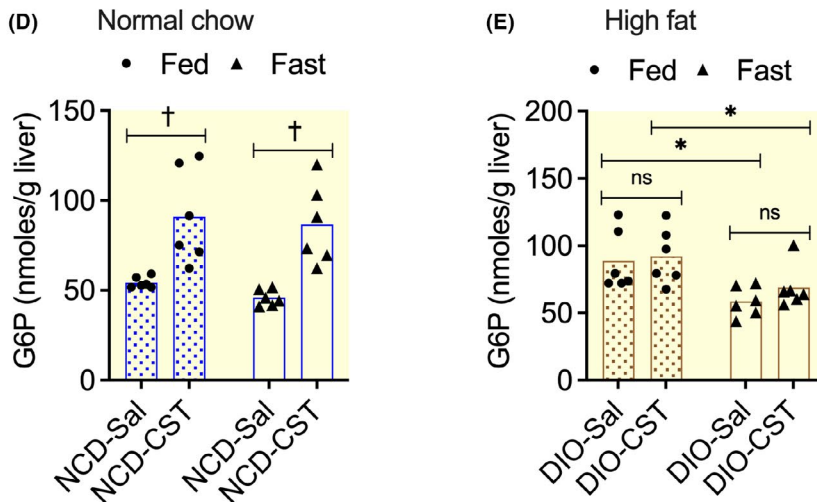 (D) Normal chow
● Fed ▲ Fast
G6P (nmoles/g liver)
150
100
50
0
† †
NCD-Sal
NCD-CST
NCD-Sal
NCD-CST
(E) High fat
● Fed ▲ Fast
G6P (nmoles/g liver)
200
150
100
50
0
*
*
ns
ns
DIO-Sal
DIO-CST
DIO-Sal
DIO-CST